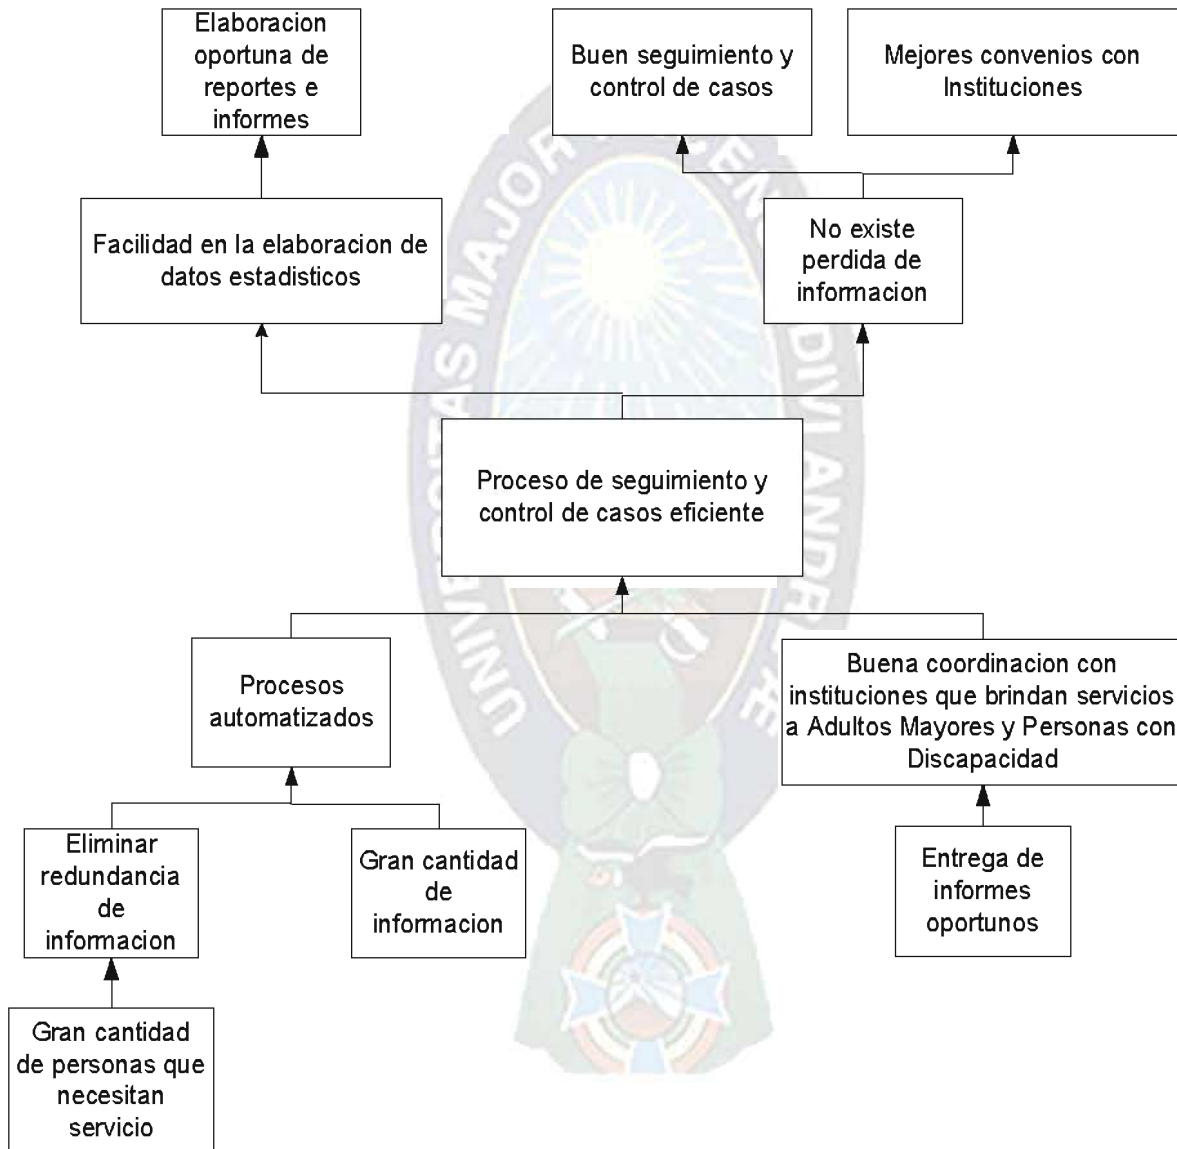 Elaboracion
oportuna de
reportes e
informes
Buen seguimiento y
control de casos
Mejores convenios con
Instituciones
Facilidad en la elaboracion de
datos estadisticos
No existe
perdida de
informacion
Proceso de seguimiento y
control de casos eficiente
Procesos
automatizados
Buena coordinacion con
instituciones que brindan servicios
a Adultos Mayores y Personas con
Discapacidad
Eliminar
redundancia
de
informacion
Gran cantidad
de
informacion
Entrega de
informes
oportunos
Gran cantidad
de personas que
necesitan
servicio
MAJOR
DIVI ANDR